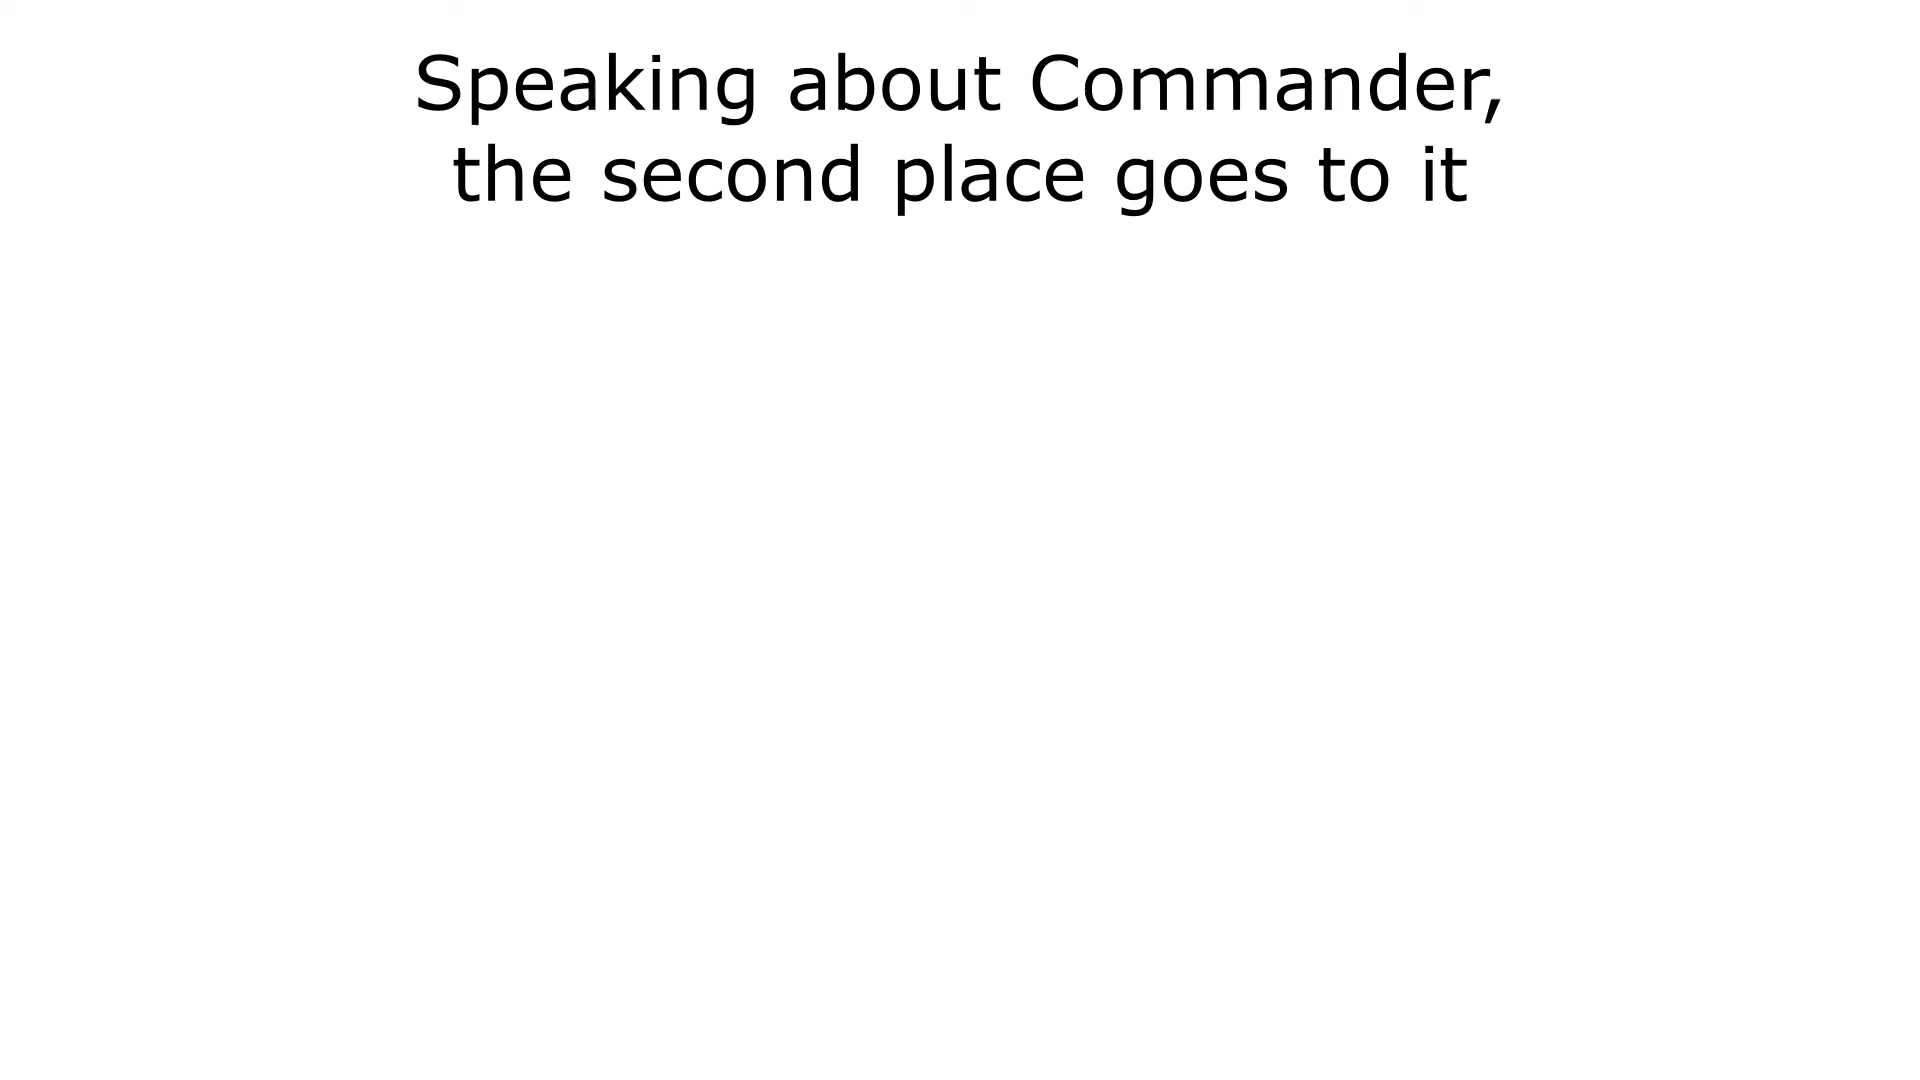 Speaking about Commander,
the second place goes to it